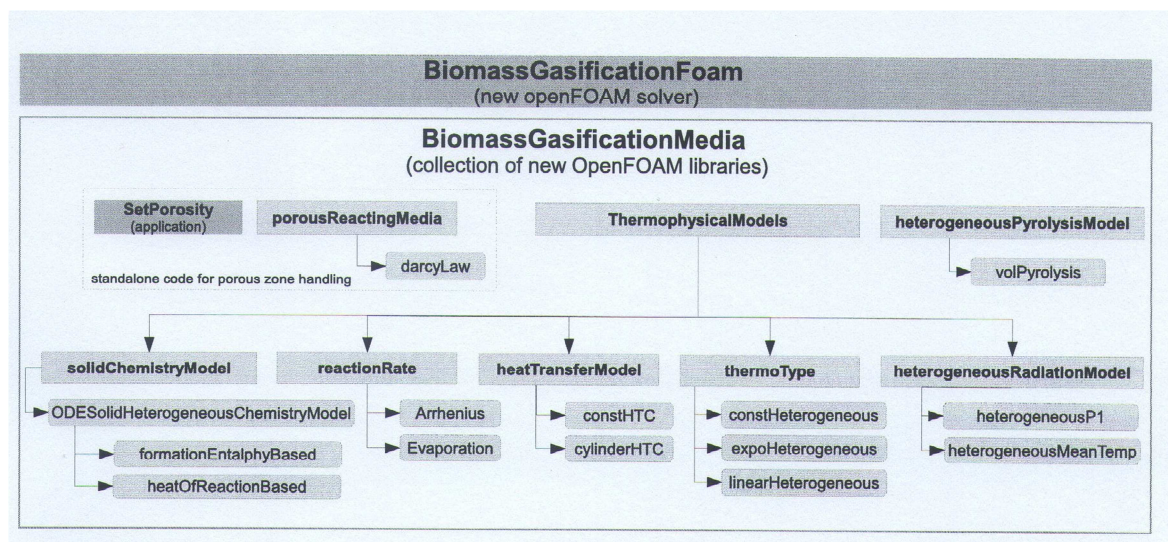 BiomassGasificationFoam
(new openFOAM solver)
BiomassGasificationMedia
(collection of new OpenFOAM libraries)
SetPorosity
(application)
porousReactingMedia
darcyLaw
standalone code for porous zone handling
ThermophysicalModels
heterogeneousPyrolysisModel
volPyrolysis
solidChemistryModel
reactionRate
heatTransferModel
thermoType
heterogeneousRadiationModel
ODESolidHeterogeneousChemistryModel
Arrhenius
constHTC
constHeterogeneous
heterogeneousP1
formationEntalphyBased
Evaporation
cylinderHTC
expoHeterogeneous
heterogeneousMeanTemp
heatOfReactionBased
linearHeterogeneous